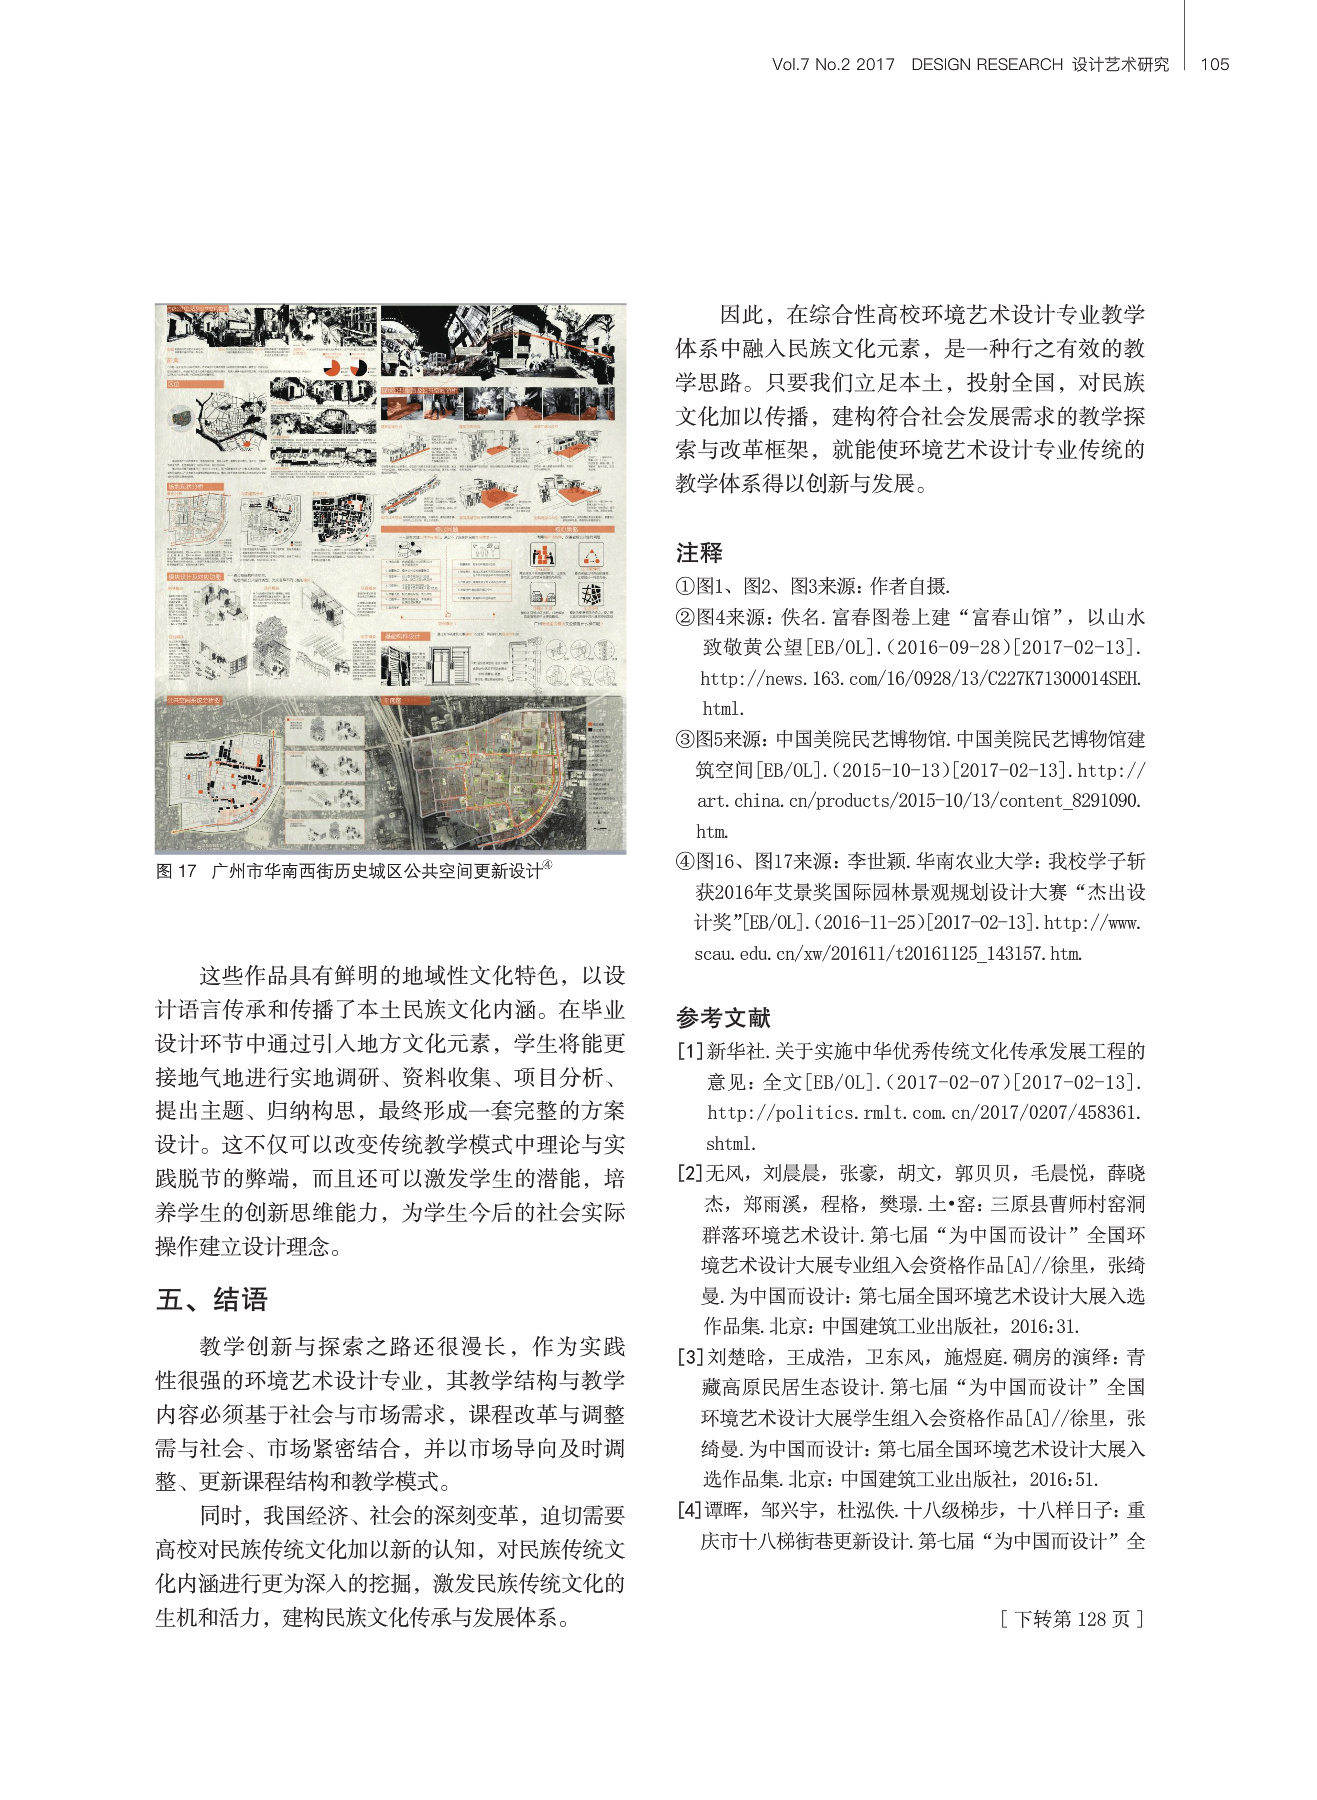 Vol.7 No.2 2017 DESIGN RESEARCH 设计艺术研究 105
图 17 广州市华南西街历史城区公共空间更新设计④
这些作品具有鲜明的地域性文化特色，以设
计语言传承和传播了本土民族文化内涵。在毕业
设计环节中通过引入地方文化元素，学生将能更
接地气地进行实地调研、资料收集、项目分析、
提出主题、归纳构思，最终形成一套完整的方案
设计。这不仅可以改变传统教学模式中理论与实
践脱节的弊端，而且还可以激发学生的潜能，培
养学生的创新思维能力，为学生今后的社会实际
操作建立设计理念。
五、结语
教学创新与探索之路还很漫长，作为实践
性很强的环境艺术设计专业，其教学结构与教学
内容必须基于社会与市场需求，课程改革与调整
需与社会、市场紧密结合，并以市场导向及时调
整、更新课程结构和教学模式。
同时，我国经济、社会的深刻变革，迫切需要
高校对民族传统文化加以新的认知，对民族传统文
化内涵进行更为深入的挖掘，激发民族传统文化的
生机和活力，建构民族文化传承与发展体系。
因此，在综合性高校环境艺术设计专业教学
体系中融入民族文化元素，是一种行之有效的教
学思路。只要我们立足本土，投射全国，对民族
文化加以传播，建构符合社会发展需求的教学探
索与改革框架，就能使环境艺术设计专业传统的
教学体系得以创新与发展。
注释
①图1、图2、图3来源：作者自摄.
②图4来源：佚名.富春图卷上建“富春山馆”，以山水
致敬黄公望[EB/OL].(2016-09-28)[2017-02-13].
http://news.163.com/16/0928/13/C227K71300014SEH.
html.
③图5来源：中国美院民艺博物馆.中国美院民艺博物馆建
筑空间[EB/OL].(2015-10-13)[2017-02-13].http://
art.china.cn/products/2015-10/13/content_8291090.
htm.
④图16、图17来源：李世颖.华南农业大学：我校学子斩
获2016年艾景奖国际园林景观规划设计大赛“杰出设
计奖”[EB/OL].(2016-11-25)[2017-02-13].http://www.
scau.edu.cn/xw/201611/t20161125_143157.htm.
参考文献
[1]新华社.关于实施中华优秀传统文化传承发展工程的
意见：全文[EB/OL].(2017-02-07)[2017-02-13].
http://politics.rmlt.com.cn/2017/0207/458361.
shtml.
[2]无风，刘晨晨，张豪，胡文，郭贝贝，毛晨悦，薛晓
杰，郑雨溪，程格，樊璟.土•窑：三原县曹师村窑洞
群落环境艺术设计.第七届“为中国而设计”全国环
境艺术设计大展专业组入会资格作品[A]//徐里，张绮
曼.为中国而设计：第七届全国环境艺术设计大展入选
作品集.北京：中国建筑工业出版社，2016:31.
[3]刘楚晗，王成浩，卫东风，施煜庭.碉房的演绎：青
藏高原民居生态设计.第七届“为中国而设计”全国
环境艺术设计大展学生组入会资格作品[A]//徐里，张
绮曼.为中国而设计：第七届全国环境艺术设计大展入
选作品集.北京：中国建筑工业出版社，2016:51.
[4]谭晖，邹兴宇，杜泓佚.十八级梯步，十八样日子：重
庆市十八梯街巷更新设计.第七届“为中国而设计”全
[ 下转第 128 页 ]